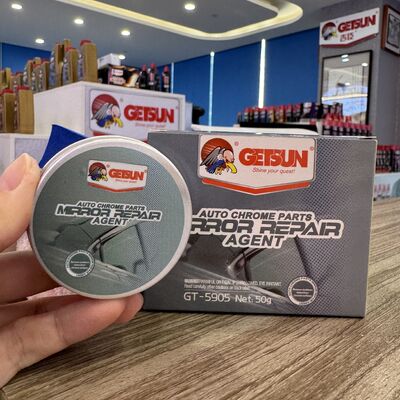 GETSUN
GETSUN
GETSUN
Shine your quest!
AUTO CHROME PARTS
MIRROR REPAIR
AGENT
GETSUN
AUTO CHROME PARTS
MIRROR REPAIR
AGENT
GT-5905 Net: 50g